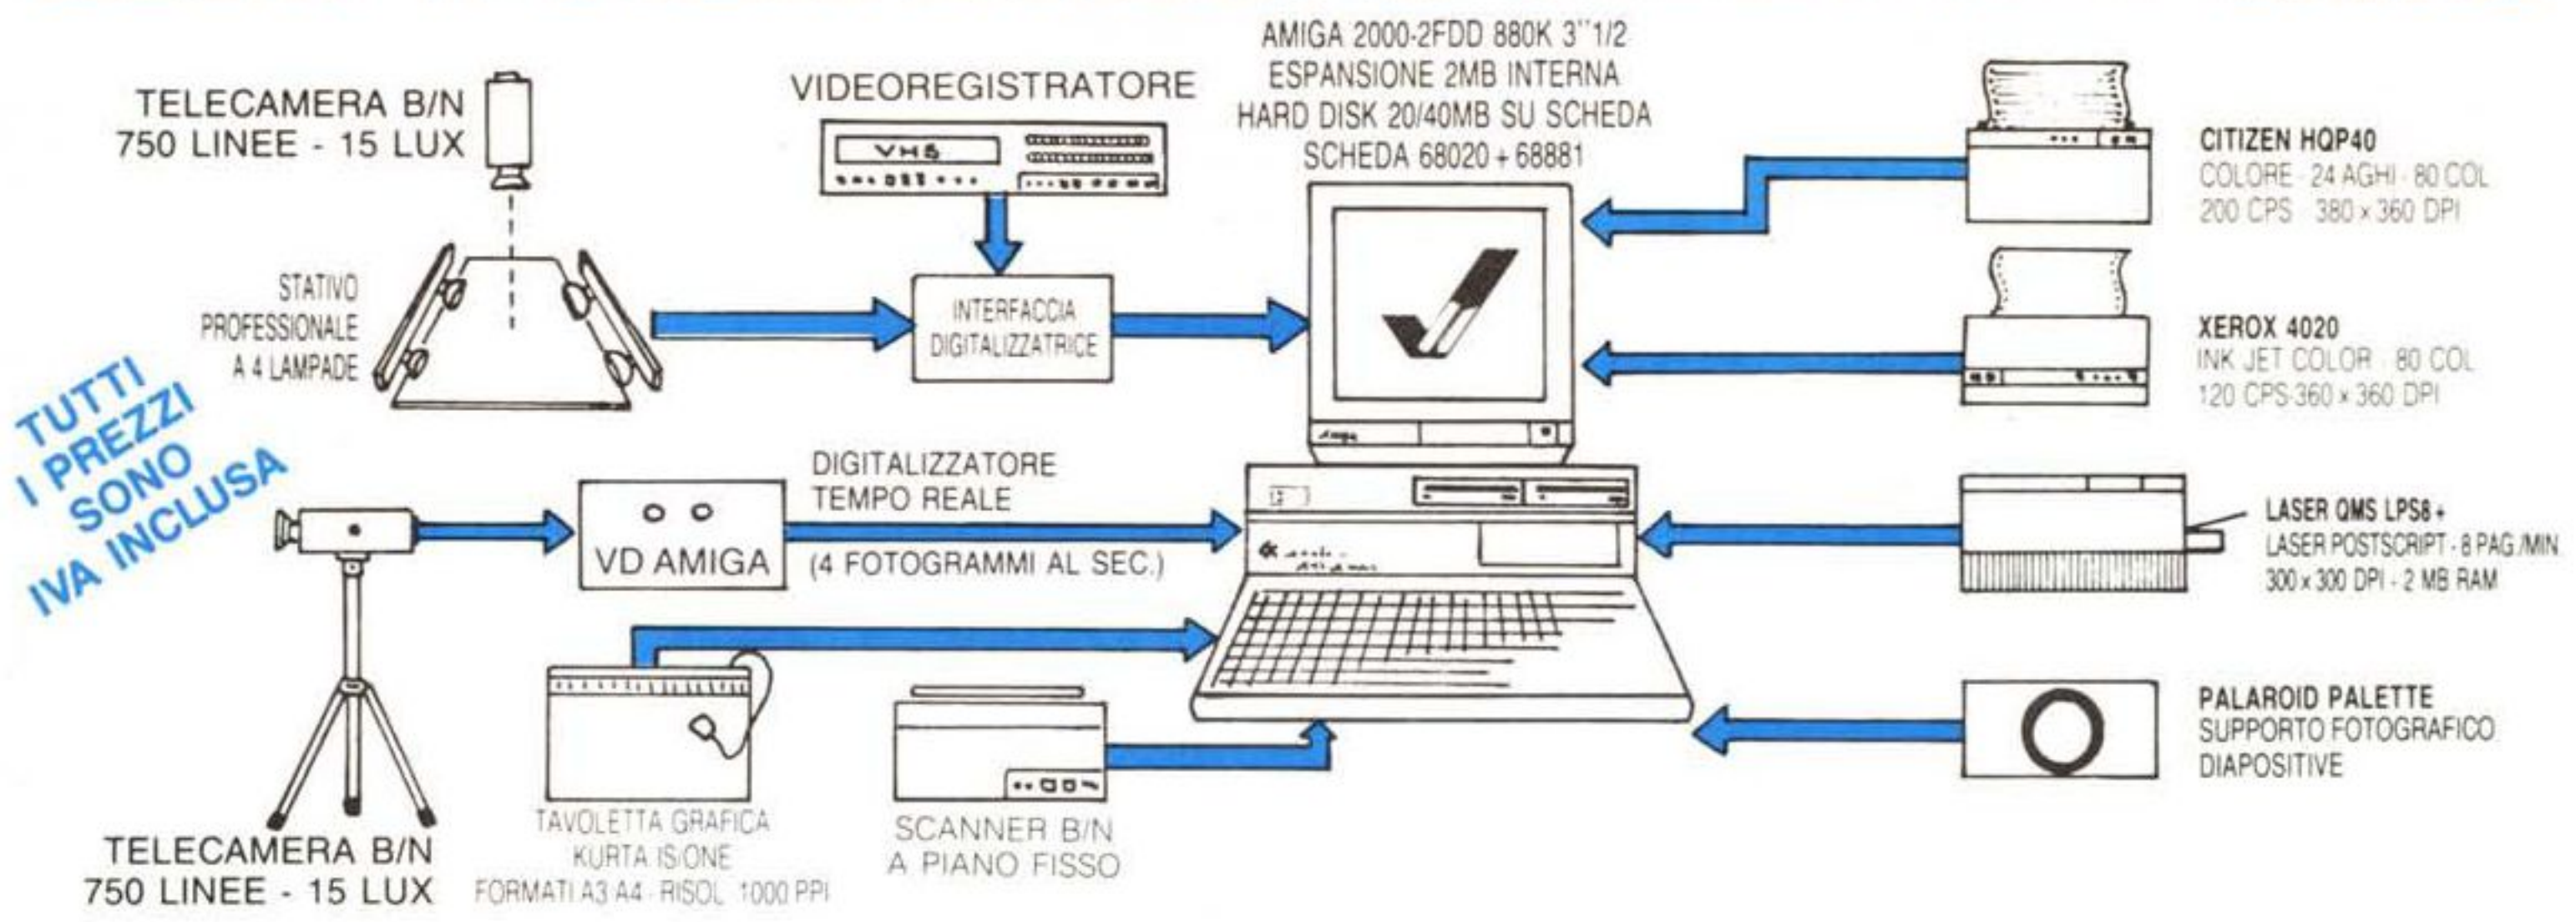 TELECAMERA B/N
750 LINEE - 15 LUX
VIDEOREGISTRATORE
VHS
AMIGA 2000-2FDD 880K 3"1/2
ESPANSIONE 2MB INTERNA
HARD DISK 20/40MB SU SCHEDA
SCHEDA 68020 + 68881
CITIZEN HQP40
COLORE - 24 AGHI - 80 COL
200 CPS 380 x 360 DPI
STATIVO
PROFESSIONALE
A 4 LAMPADE
INTERFACCIA
DIGITALIZZATRICE
XEROX 4020
INK JET COLOR - 80 COL
120 CPS-360 x 360 DPI
TUTTI
I PREZZI
SONO
IVA INCLUSA
Amiga
VD AMIGA
DIGITALIZZATORE
TEMPO REALE
(4 FOTOGRAMMI AL SEC.)
LASER QMS LPS8+
LASER POSTSCRIPT - 8 PAG./MIN.
300 x 300 DPI - 2 MB RAM
TELECAMERA B/N
750 LINEE - 15 LUX
TAVOLETTA GRAFICA
KURTA IS/ONE
FORMATI A3 A4 - RISOL. 1000 PPI
SCANNER B/N
A PIANO FISSO
PALAROID PALETTE
SUPPORTO FOTOGRAFICO
DIAPOSITIVE